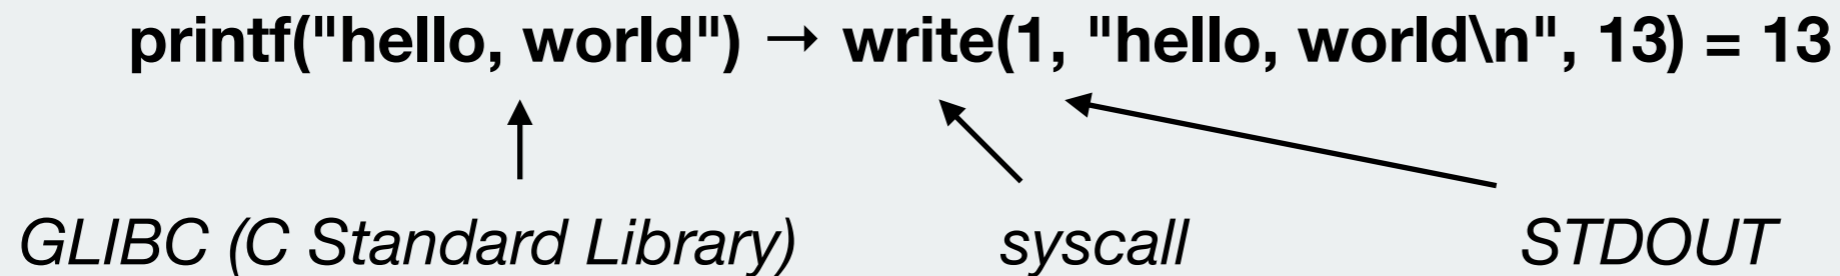 printf("hello, world") → write(1, "hello, world\n", 13) = 13
GLIBC (C Standard Library) syscall STDOUT